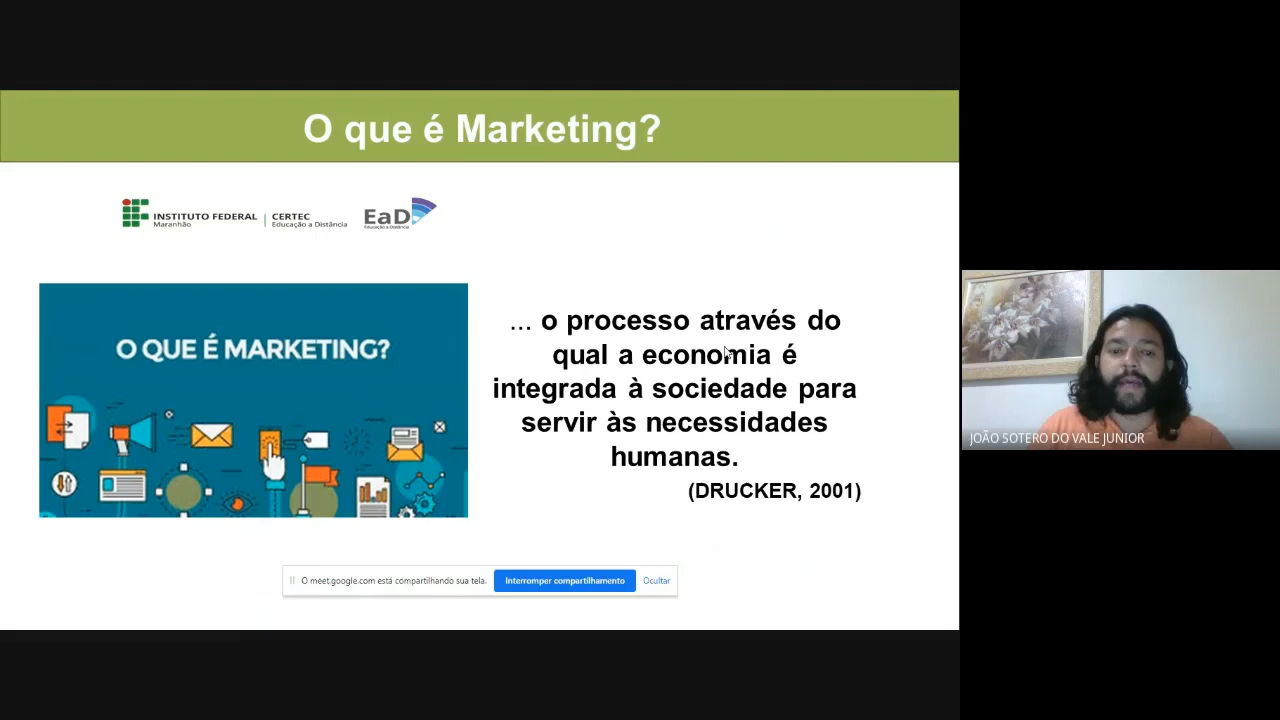 O que é Marketing?
INSTITUTO FEDERAL
Maranhão
CERTEC
Educação a Distância
EaD
Educação a Distância
O QUE É MARKETING?
... o processo através do
qual a economia é
integrada à sociedade para
servir às necessidades
humanas.
(DRUCKER, 2001)
JOÃO SOTERO DO VALE JUNIOR
O meet.google.com está compartilhando sua tela.
Interromper compartilhamento
Ocultar